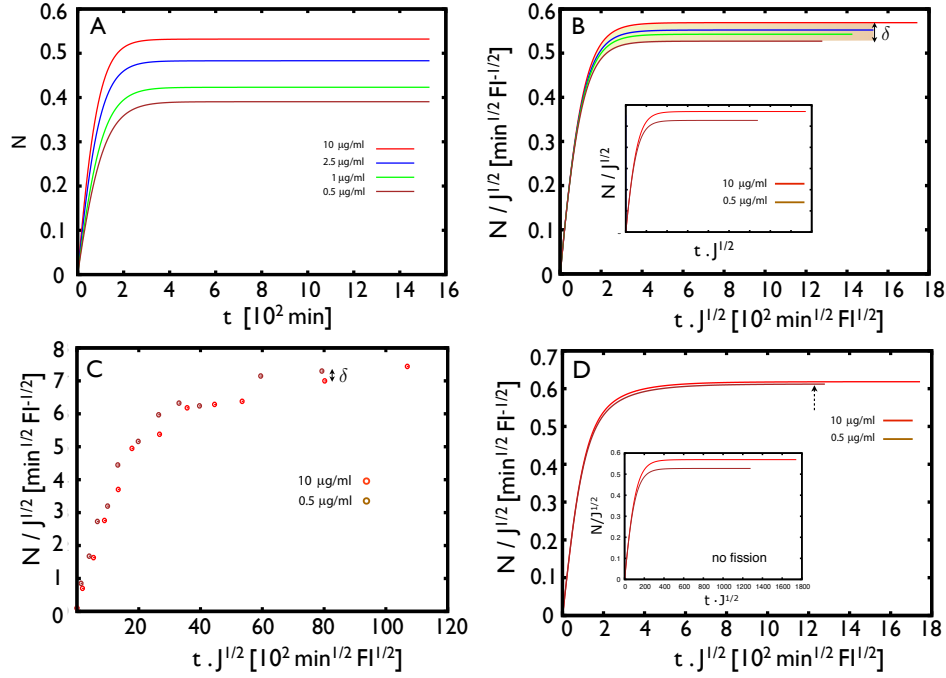 A
N
0.6
0.5
0.4
0.3
0.2
0.1
0
10 μg/ml
2.5 μg/ml
1 μg/ml
0.5 μg/ml
0 2 4 6 8 10 12 14 16
t [10² min]
B
N / J^1/2 [min^1/2 FI^-1/2]
0.6
0.5
0.4
0.3
0.2
0.1
0
δ
N / J^1/2
10 μg/ml
0.5 μg/ml
t . J^1/2
0 2 4 6 8 10 12 14 16 18
t . J^1/2 [10² min^1/2 FI^1/2]
C
N / J^1/2 [min^1/2 FI^-1/2]
8
7
6
5
4
3
2
1
0
δ
10 μg/ml
0.5 μg/ml
20 40 60 80 100 120
t . J^1/2 [10² min^1/2 FI^1/2]
D
N / J^1/2 [min^1/2 FI^-1/2]
0.7
0.6
0.5
0.4
0.3
0.2
0.1
0
10 μg/ml
0.5 μg/ml
N/J^1/2
0.6
0.5
0.4
0.3
0.2
0.1
0
no fission
0 200 400 600 800 1000 1200 1400 1600 1800
t · J^1/2
0 2 4 6 8 10 12 14 16 18
t . J^1/2 [10² min^1/2 FI^1/2]